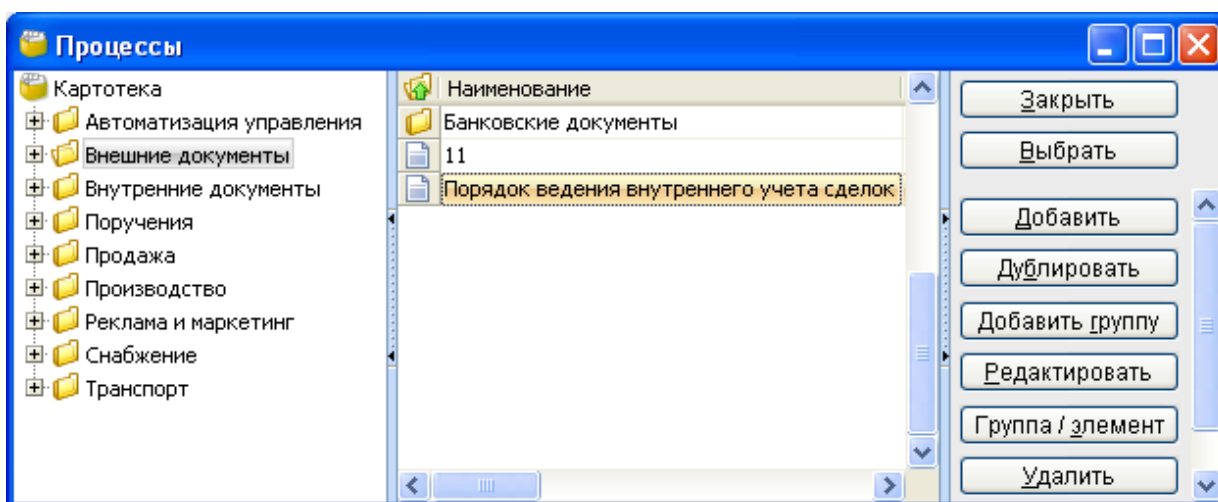 Процессы
Картотека
Автоматизация управления
Внешние документы
Внутренние документы
Поручения
Продажа
Производство
Реклама и маркетинг
Снабжение
Транспорт
Наименование
Банковские документы
11
Порядок ведения внутреннего учета сделок
Закрыть
Выбрать
Добавить
Дублировать
Добавить группу
Редактировать
Группа / элемент
Удалить